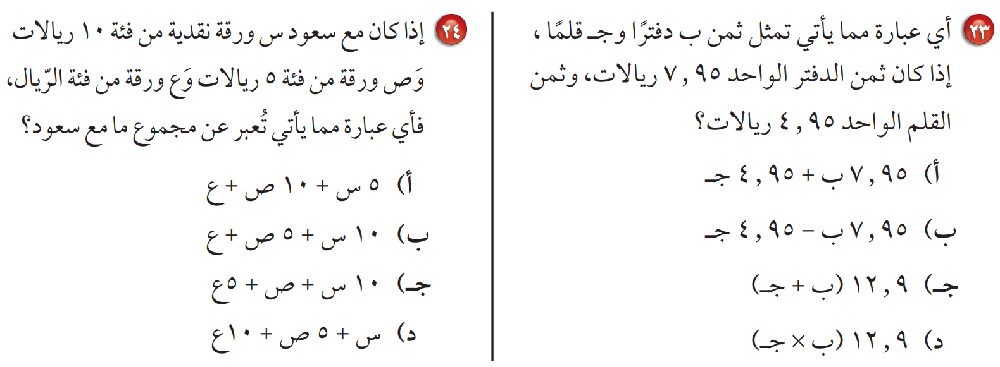 ٢٣ أي عبارة مما يأتي تمثل ثمن ب دفترًا وجـ قلمًا ،
إذا كان ثمن الدفتر الواحد ٧,٩٥ ريالات، وثمن
القلم الواحد ٤,٩٥ ريالات؟
أ) ٧,٩٥ ب + ٤,٩٥ جـ
ب) ٧,٩٥ ب – ٤,٩٥ جـ
جـ) ١٢,٩ (ب + جـ)
د) ١٢,٩ (ب × جـ)
٢٤ إذا كان مع سعود س ورقة نقدية من فئة ١٠ ريالات
وَص ورقة من فئة ٥ ريالات وَع ورقة من فئة الرّيال،
فأي عبارة مما يأتي تُعبر عن مجموع ما مع سعود؟
أ) ٥ س + ١٠ ص + ع
ب) ١٠ س + ٥ ص + ع
جـ) ١٠ س + ص + ٥ع
د) س + ٥ ص + ١٠ع